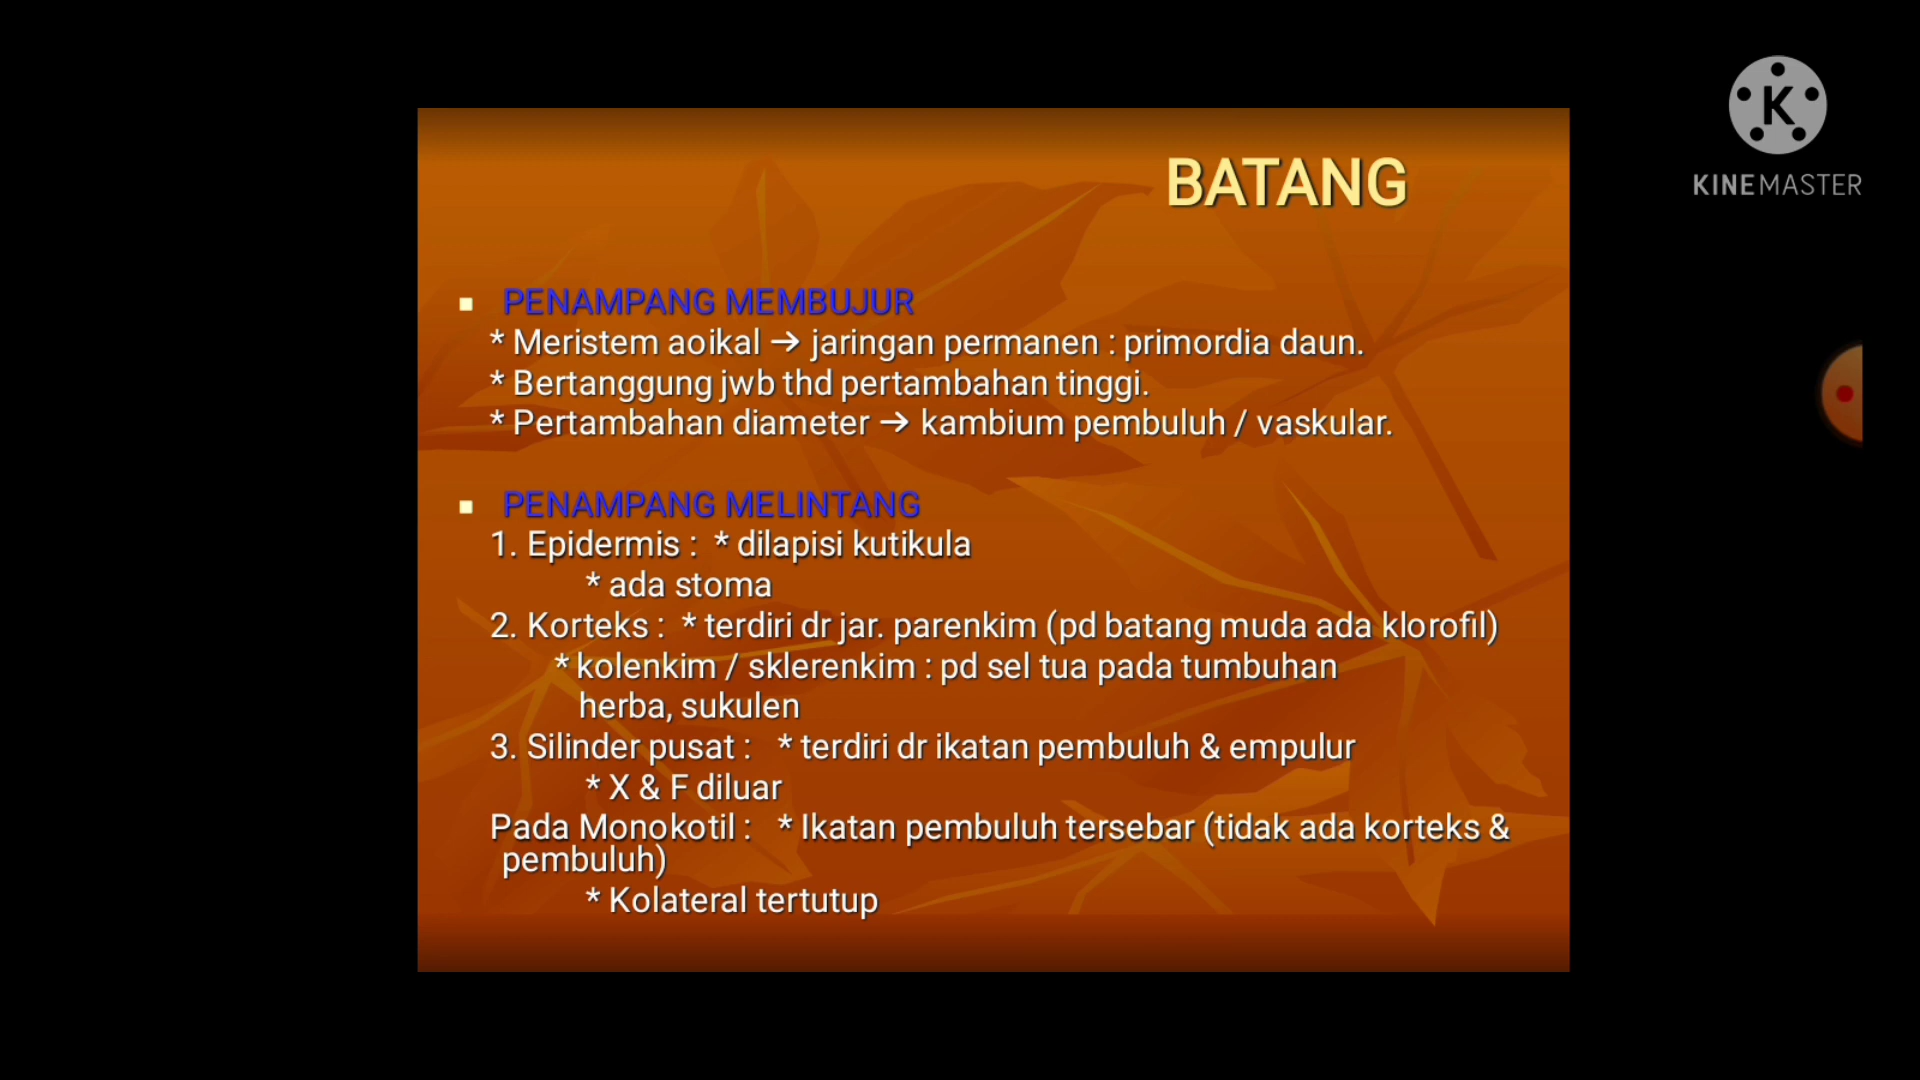 K
KINEMASTER
BATANG
PENAMPANG MEMBUJUR
* Meristem aoikal → jaringan permanen : primordia daun.
* Bertanggung jwb thd pertambahan tinggi.
* Pertambahan diameter → kambium pembuluh / vaskular.
PENAMPANG MELINTANG
1. Epidermis : * dilapisi kutikula
* ada stoma
2. Korteks : * terdiri dr jar. parenkim (pd batang muda ada klorofil)
* kolenkim / sklerenkim : pd sel tua pada tumbuhan
herba, sukulen
3. Silinder pusat : * terdiri dr ikatan pembuluh & empulur
* X & F diluar
Pada Monokotil : * Ikatan pembuluh tersebar (tidak ada korteks &
pembuluh)
* Kolateral tertutup